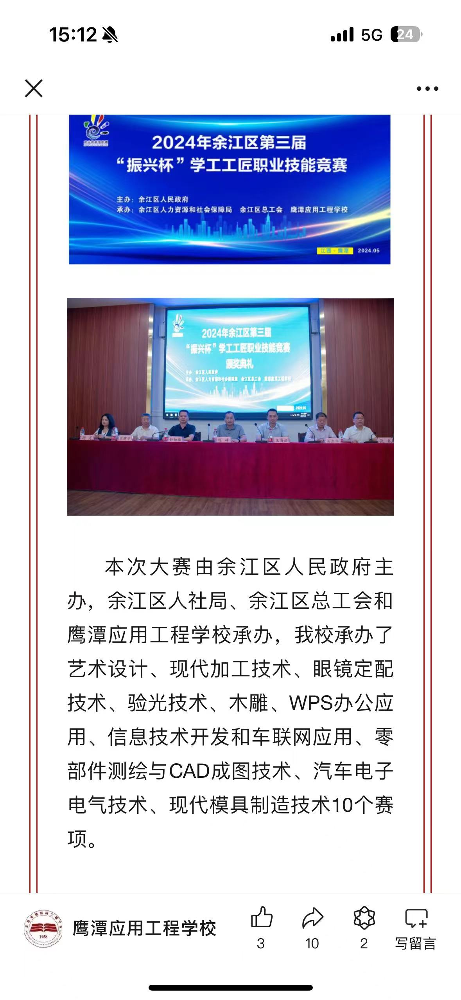 15:12
5G
24
2024年余江区第三届
“振兴杯”学工工匠职业技能竞赛
主办：余江区人民政府
承办：余江区人力资源和社会保障局 余江区总工会 鹰潭应用工程学校
江西·鹰潭 2024.05
2024年余江区第三届
“振兴杯”学工工匠职业技能竞赛
颁奖典礼
主办：余江区人民政府
承办：余江区人力资源和社会保障局 余江区总工会 鹰潭应用工程学校
2024.05
张建华 孙细华 刘峰 王海涵
本次大赛由余江区人民政府主
办，余江区人社局、余江区总工会和
鹰潭应用工程学校承办，我校承办了
艺术设计、现代加工技术、眼镜定配
技术、验光技术、木雕、WPS办公应
用、信息技术开发和车联网应用、零
部件测绘与CAD成图技术、汽车电子
电气技术、现代模具制造技术10个赛
项。
1958
鹰潭应用工程学校
3
10
2
写留言